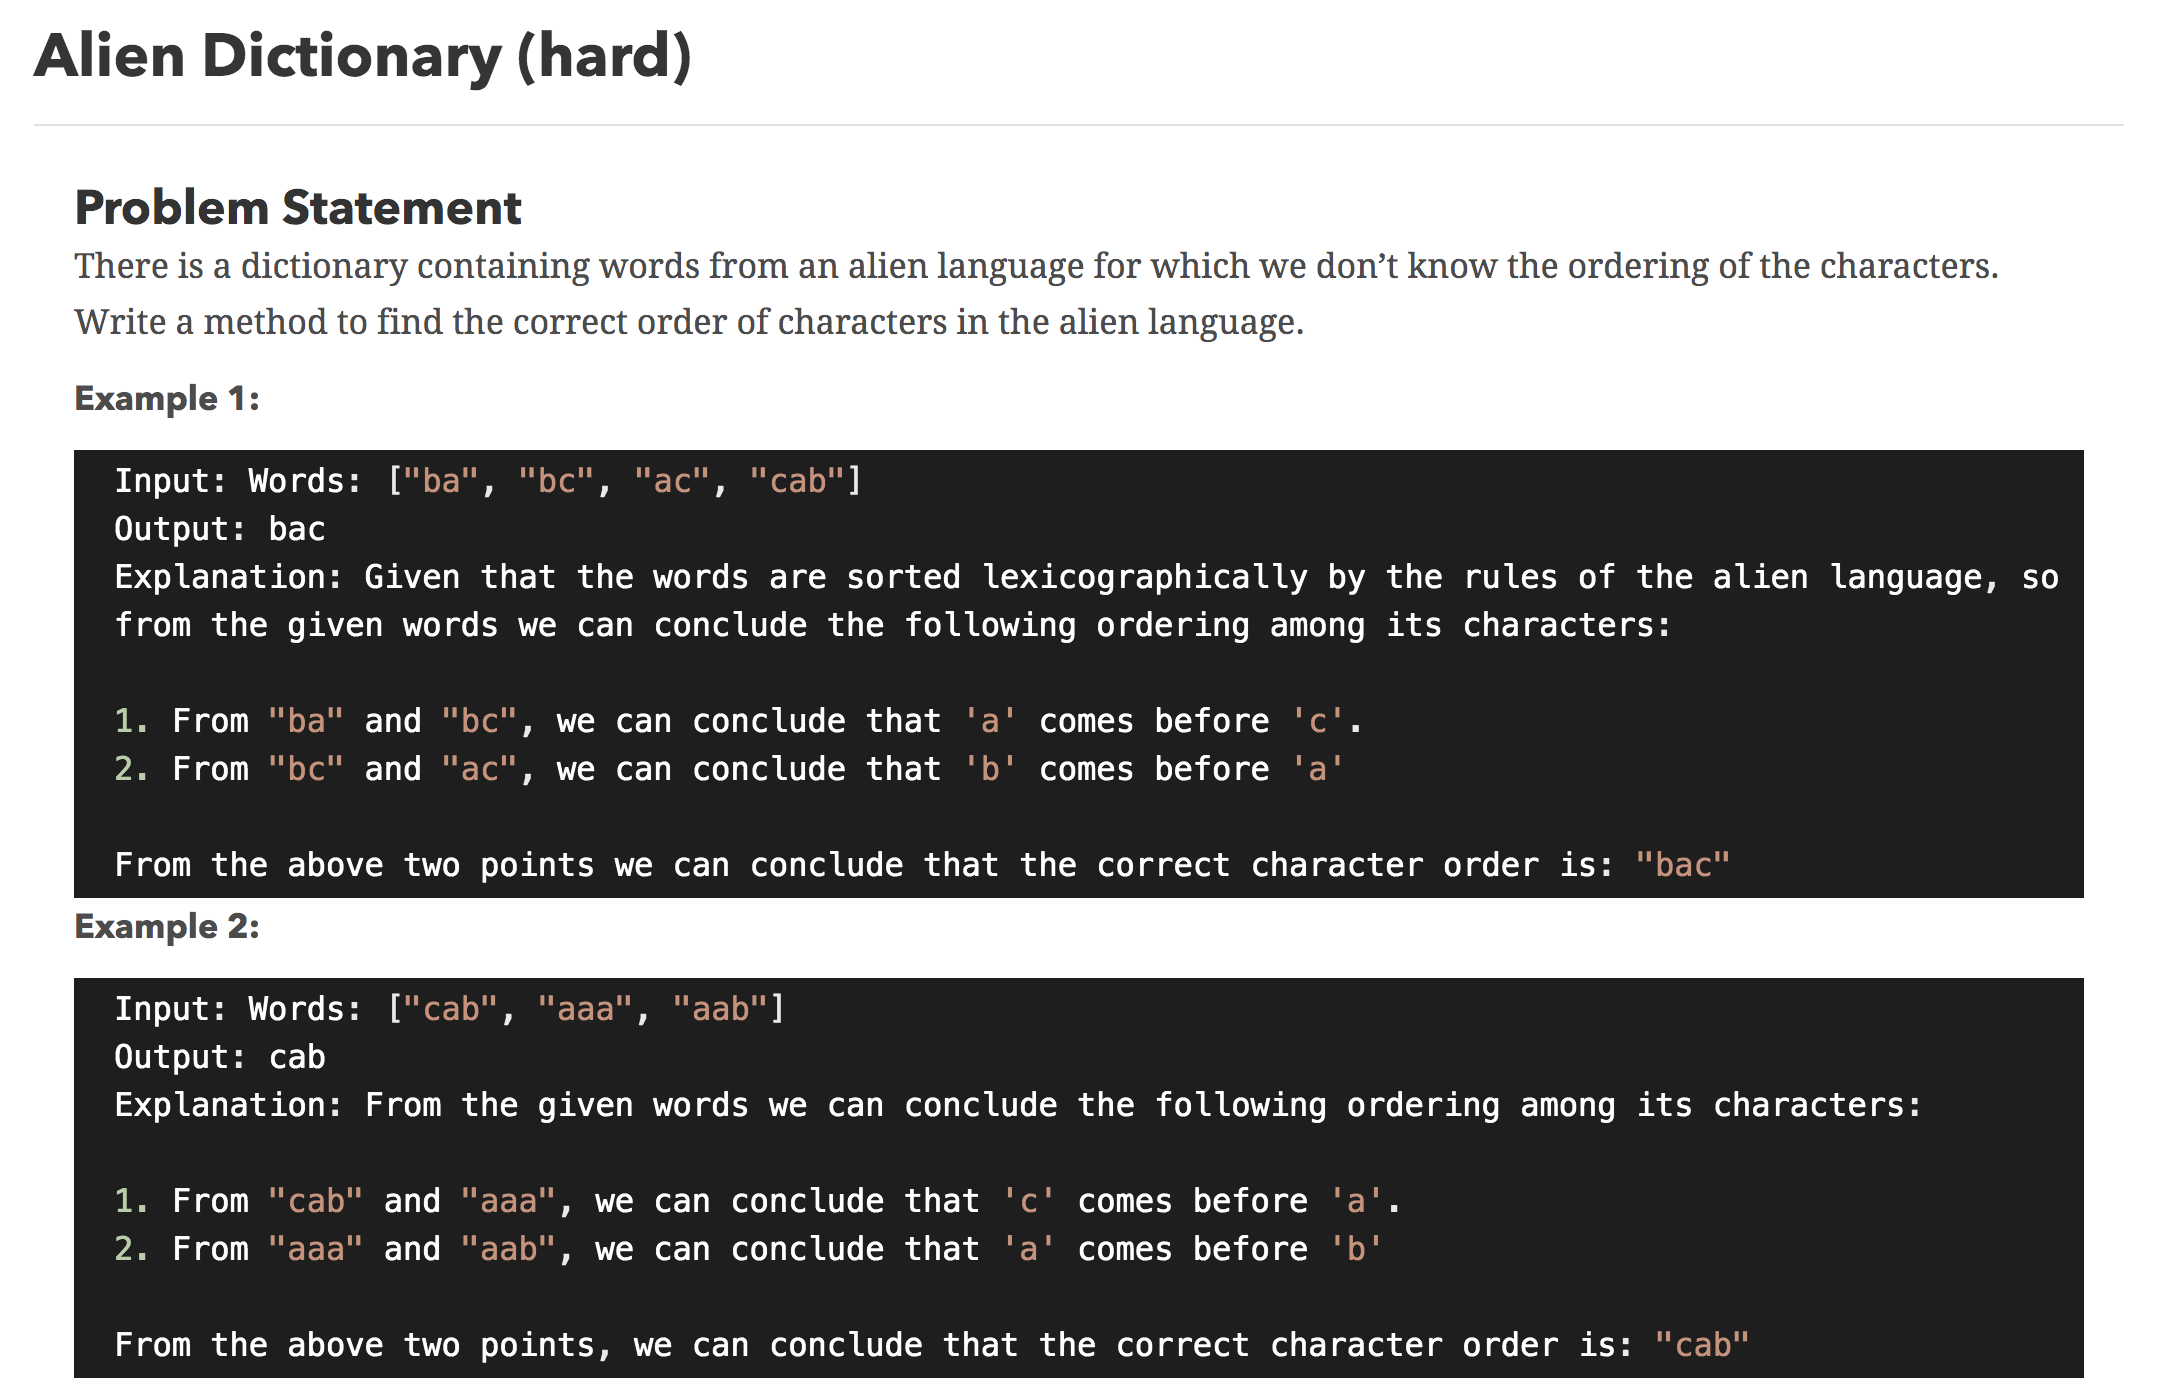 Alien Dictionary (hard)
Problem Statement
There is a dictionary containing words from an alien language for which we don’t know the ordering of the characters.
Write a method to find the correct order of characters in the alien language.
Example 1:
Input: Words: ["ba", "bc", "ac", "cab"]
Output: bac
Explanation: Given that the words are sorted lexicographically by the rules of the alien language, so
from the given words we can conclude the following ordering among its characters:
1. From "ba" and "bc", we can conclude that 'a' comes before 'c'.
2. From "bc" and "ac", we can conclude that 'b' comes before 'a'
From the above two points we can conclude that the correct character order is: "bac"
Example 2:
Input: Words: ["cab", "aaa", "aab"]
Output: cab
Explanation: From the given words we can conclude the following ordering among its characters:
1. From "cab" and "aaa", we can conclude that 'c' comes before 'a'.
2. From "aaa" and "aab", we can conclude that 'a' comes before 'b'
From the above two points, we can conclude that the correct character order is: "cab"